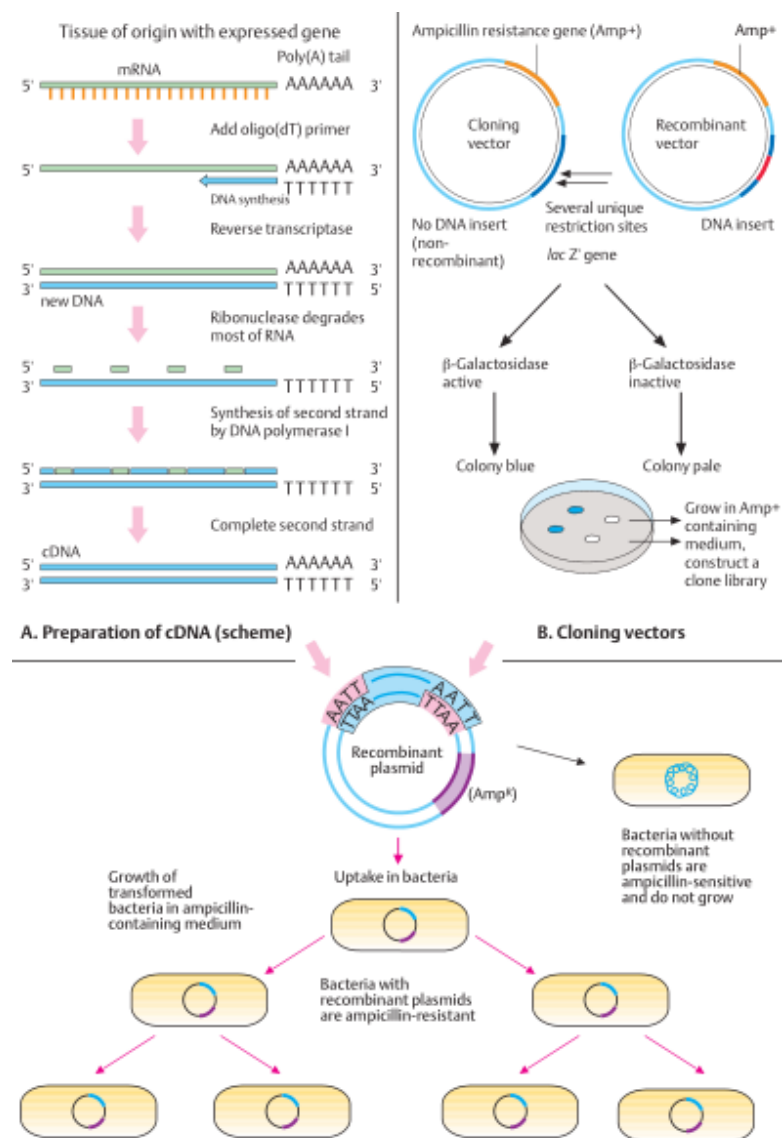 Tissue of origin with expressed gene
Poly(A) tail
mRNA
5' AAAAAA 3'
Add oligo(dT) primer
5' AAAAAA 3'
TTTTTT
DNA synthesis
Reverse transcriptase
5' AAAAAA 3'
3' TTTTTT 5'
new DNA
Ribonuclease degrades
most of RNA
5' 3'
3' TTTTTT 5'
Synthesis of second strand
by DNA polymerase I
5' 3'
3' TTTTTT 5'
Complete second strand
cDNA
5' AAAAAA 3'
3' TTTTTT 5'
A. Preparation of cDNA (scheme)
Ampicillin resistance gene (Amp+)
Amp+
Cloning
vector
Recombinant
vector
No DNA insert
(non-
recombinant)
Several unique
restriction sites
lac Z' gene
DNA insert
β-Galactosidase
active
β-Galactosidase
inactive
Colony blue
Colony pale
Grow in Amp+
containing
medium,
construct a
clone library
B. Cloning vectors
AATT
TTAA
AATT
TTAA
Recombinant
plasmid
(Ampᴿ)
Bacteria without
recombinant
plasmids are
ampicillin-sensitive
and do not grow
Growth of
transformed
bacteria in ampicillin-
containing medium
Uptake in bacteria
Bacteria with
recombinant plasmids
are ampicillin-resistant